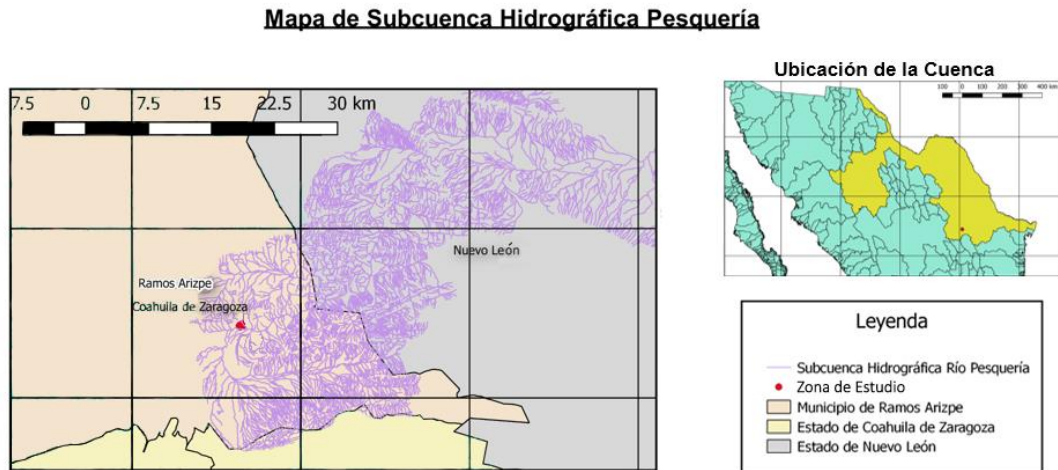 Mapa de Subcuenca Hidrográfica Pesquería
7.5 0 7.5 15 22.5 30 km
Nuevo León
Ramos Arizpe
Coahuila de Zaragoza
Ubicación de la Cuenca
100 0 100 200 300 400 km
Leyenda
Subcuenca Hidrográfica Río Pesquería
Zona de Estudio
Municipio de Ramos Arizpe
Estado de Coahuila de Zaragoza
Estado de Nuevo León